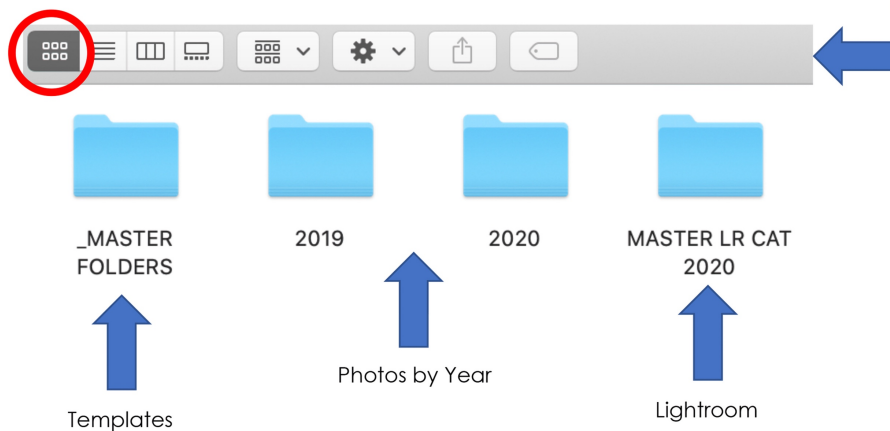 _MASTER
FOLDERS
2019
2020
MASTER LR CAT
2020
Photos by Year
Templates
Lightroom